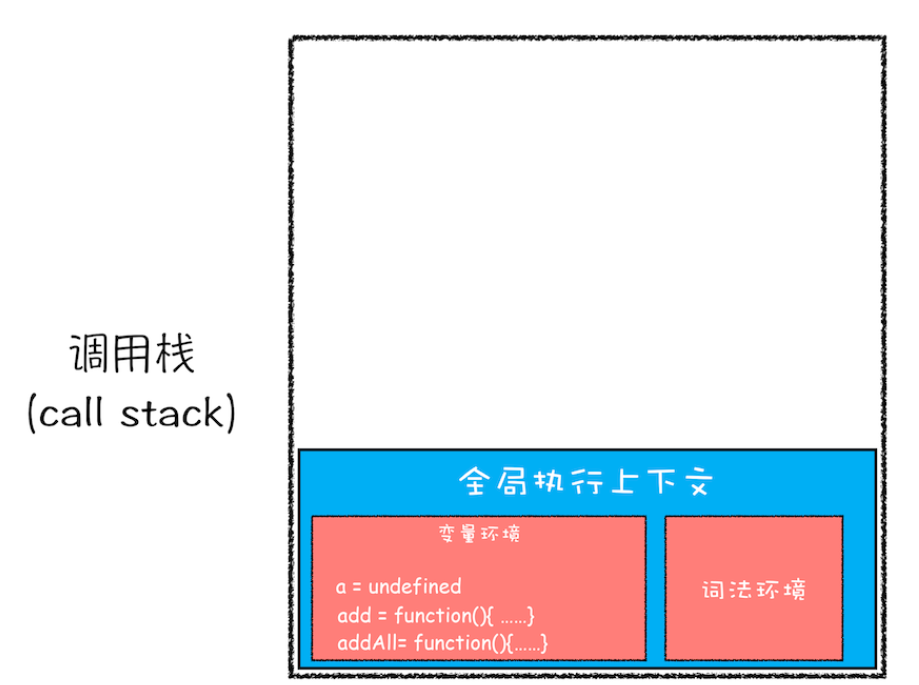 调用栈
(call stack)
全局执行上下文
变量环境
a = undefined
add = function(){ ......}
addAll= function(){......}
词法环境